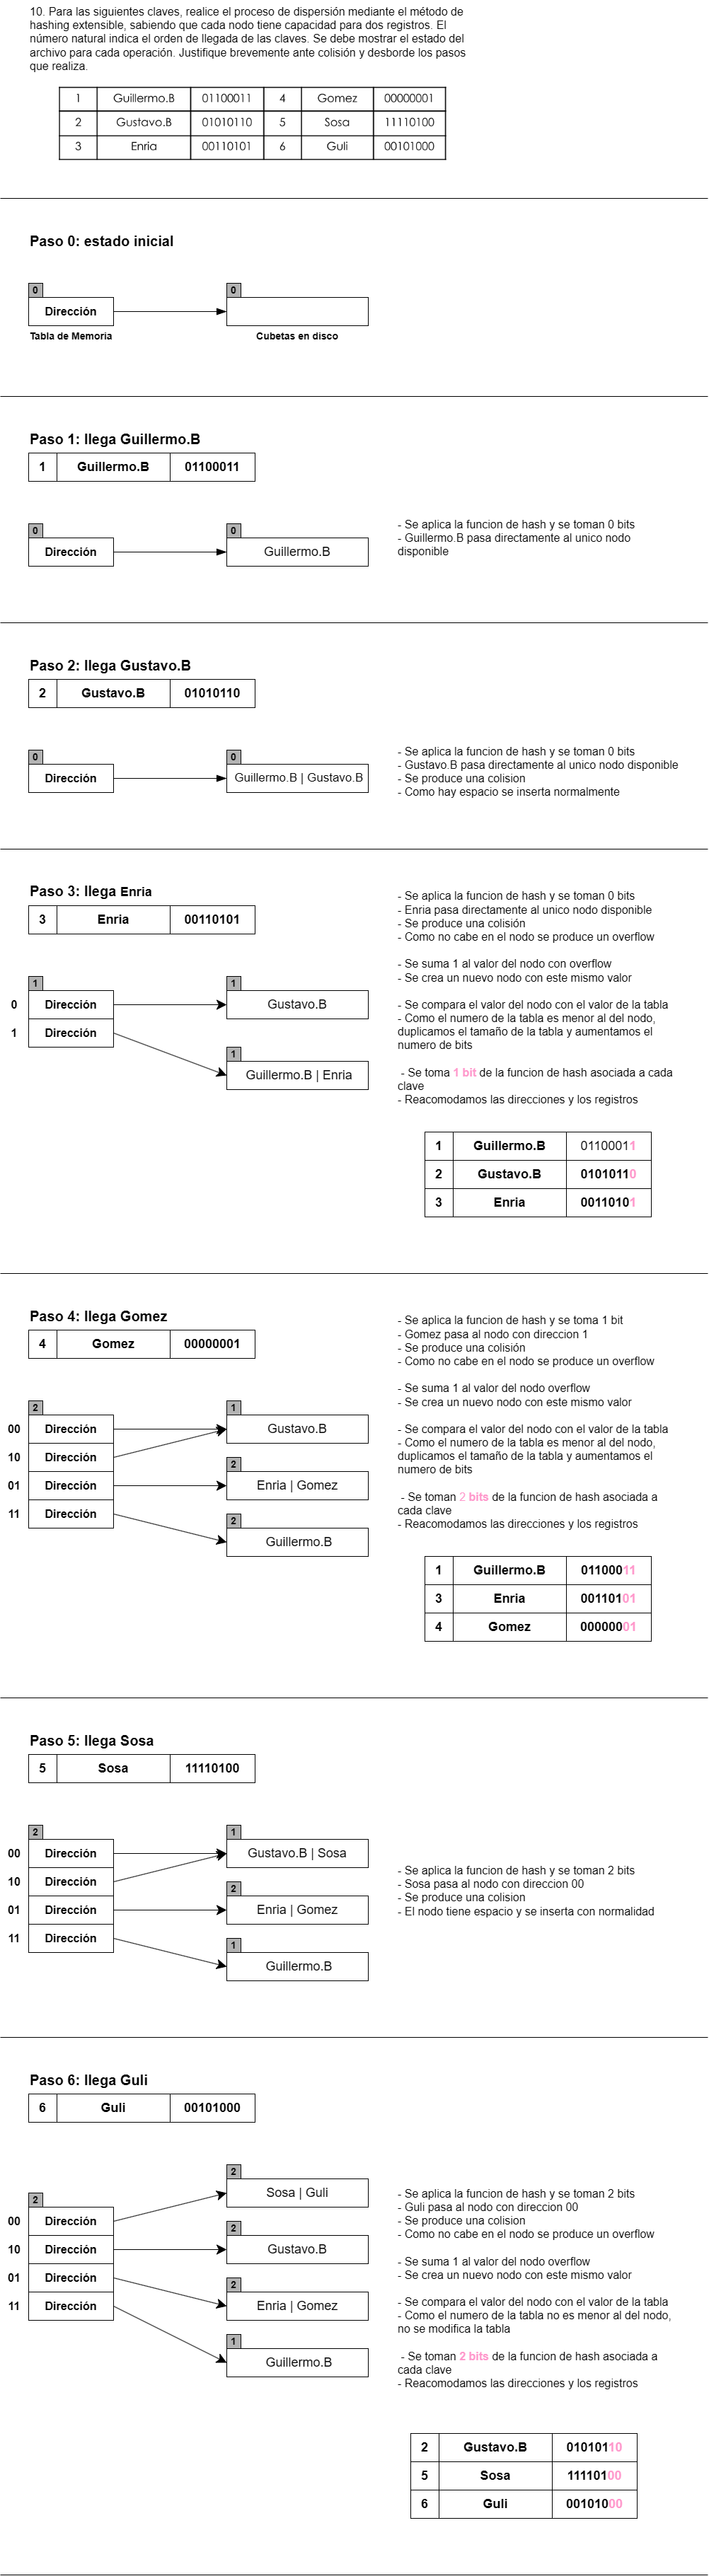 10. Para las siguientes claves, realice el proceso de dispersión mediante el método de
hashing extensible, sabiendo que cada nodo tiene capacidad para dos registros. El
número natural indica el orden de llegada de las claves. Se debe mostrar el estado del
archivo para cada operación. Justifique brevemente ante colisión y desborde los pasos
que realiza.
1 Guillermo.B 01100011 4 Gomez 00000001
2 Gustavo.B 01010110 5 Sosa 11110100
3 Enria 00110101 6 Guli 00101000
Paso 0: estado inicial
0 0
Dirección
Tabla de Memoria Cubetas en disco
Paso 1: llega Guillermo.B
1 Guillermo.B 01100011
0 0
Dirección Guillermo.B
- Se aplica la funcion de hash y se toman 0 bits
- Guillermo.B pasa directamente al unico nodo
disponible
Paso 2: llega Gustavo.B
2 Gustavo.B 01010110
0 0
Dirección Guillermo.B | Gustavo.B
- Se aplica la funcion de hash y se toman 0 bits
- Gustavo.B pasa directamente al unico nodo disponible
- Se produce una colision
- Como hay espacio se inserta normalmente
Paso 3: llega Enria
3 Enria 00110101
1 1
0 Dirección Gustavo.B
1 Dirección
1
Guillermo.B | Enria
- Se aplica la funcion de hash y se toman 0 bits
- Enria pasa directamente al unico nodo disponible
- Se produce una colisión
- Como no cabe en el nodo se produce un overflow
- Se suma 1 al valor del nodo con overflow
- Se crea un nuevo nodo con este mismo valor
- Se compara el valor del nodo con el valor de la tabla
- Como el numero de la tabla es menor al del nodo,
duplicamos el tamaño de la tabla y aumentamos el
numero de bits
- Se toma 1 bit de la funcion de hash asociada a cada
clave
- Reacomodamos las direcciones y los registros
1 Guillermo.B 01100011
2 Gustavo.B 01010110
3 Enria 00110101
Paso 4: llega Gomez
4 Gomez 00000001
2 1
00 Dirección Gustavo.B
10 Dirección
2
01 Dirección Enria | Gomez
11 Dirección
2
Guillermo.B
- Se aplica la funcion de hash y se toma 1 bit
- Gomez pasa al nodo con direccion 1
- Se produce una colisión
- Como no cabe en el nodo se produce un overflow
- Se suma 1 al valor del nodo overflow
- Se crea un nuevo nodo con este mismo valor
- Se compara el valor del nodo con el valor de la tabla
- Como el numero de la tabla es menor al del nodo,
duplicamos el tamaño de la tabla y aumentamos el
numero de bits
- Se toman 2 bits de la funcion de hash asociada a
cada clave
- Reacomodamos las direcciones y los registros
1 Guillermo.B 01100011
3 Enria 00110101
4 Gomez 00000001
Paso 5: llega Sosa
5 Sosa 11110100
2 1
00 Dirección Gustavo.B | Sosa
10 Dirección
2
01 Dirección Enria | Gomez
11 Dirección
1
Guillermo.B
- Se aplica la funcion de hash y se toman 2 bits
- Sosa pasa al nodo con direccion 00
- Se produce una colision
- El nodo tiene espacio y se inserta con normalidad
Paso 6: llega Guli
6 Guli 00101000
2
Sosa | Guli
2
00 Dirección
2
10 Dirección Gustavo.B
01 Dirección
2
11 Dirección Enria | Gomez
1
Guillermo.B
- Se aplica la funcion de hash y se toman 2 bits
- Guli pasa al nodo con direccion 00
- Se produce una colision
- Como no cabe en el nodo se produce un overflow
- Se suma 1 al valor del nodo overflow
- Se crea un nuevo nodo con este mismo valor
- Se compara el valor del nodo con el valor de la tabla
- Como el numero de la tabla no es menor al del nodo,
no se modifica la tabla
- Se toman 2 bits de la funcion de hash asociada a
cada clave
- Reacomodamos las direcciones y los registros
2 Gustavo.B 01010110
5 Sosa 11110100
6 Guli 00101000